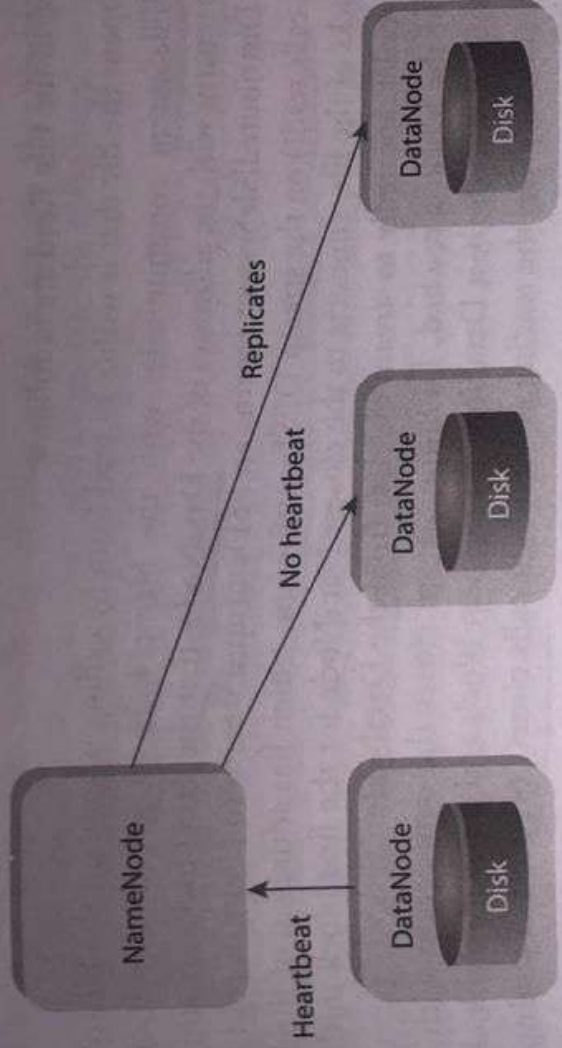 NameNode
Replicates
Heartbeat
No heartbeat
DataNode
Disk
DataNode
Disk
DataNode
Disk